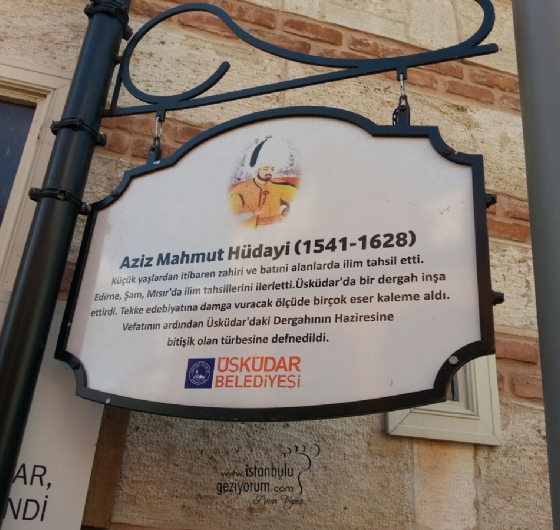 Aziz Mahmut Hüdayi (1541-1628)
Küçük yaşlardan itibaren zahiri ve batıni alanlarda ilim tahsil etti.
Edirne, Şam, Mısır'da ilim tahsillerini ilerletti.Üsküdar'da bir dergah inşa
ettirdi. Tekke edebiyatına damga vuracak ölçüde birçok eser kaleme aldı.
Vefatının ardından Üsküdar'daki Dergahının Haziresine
bitişik olan türbesine defnedildi.
ÜSKÜDAR
BELEDİYESİ
AR,
NDİ
www.istanbulu
geziyorum.com